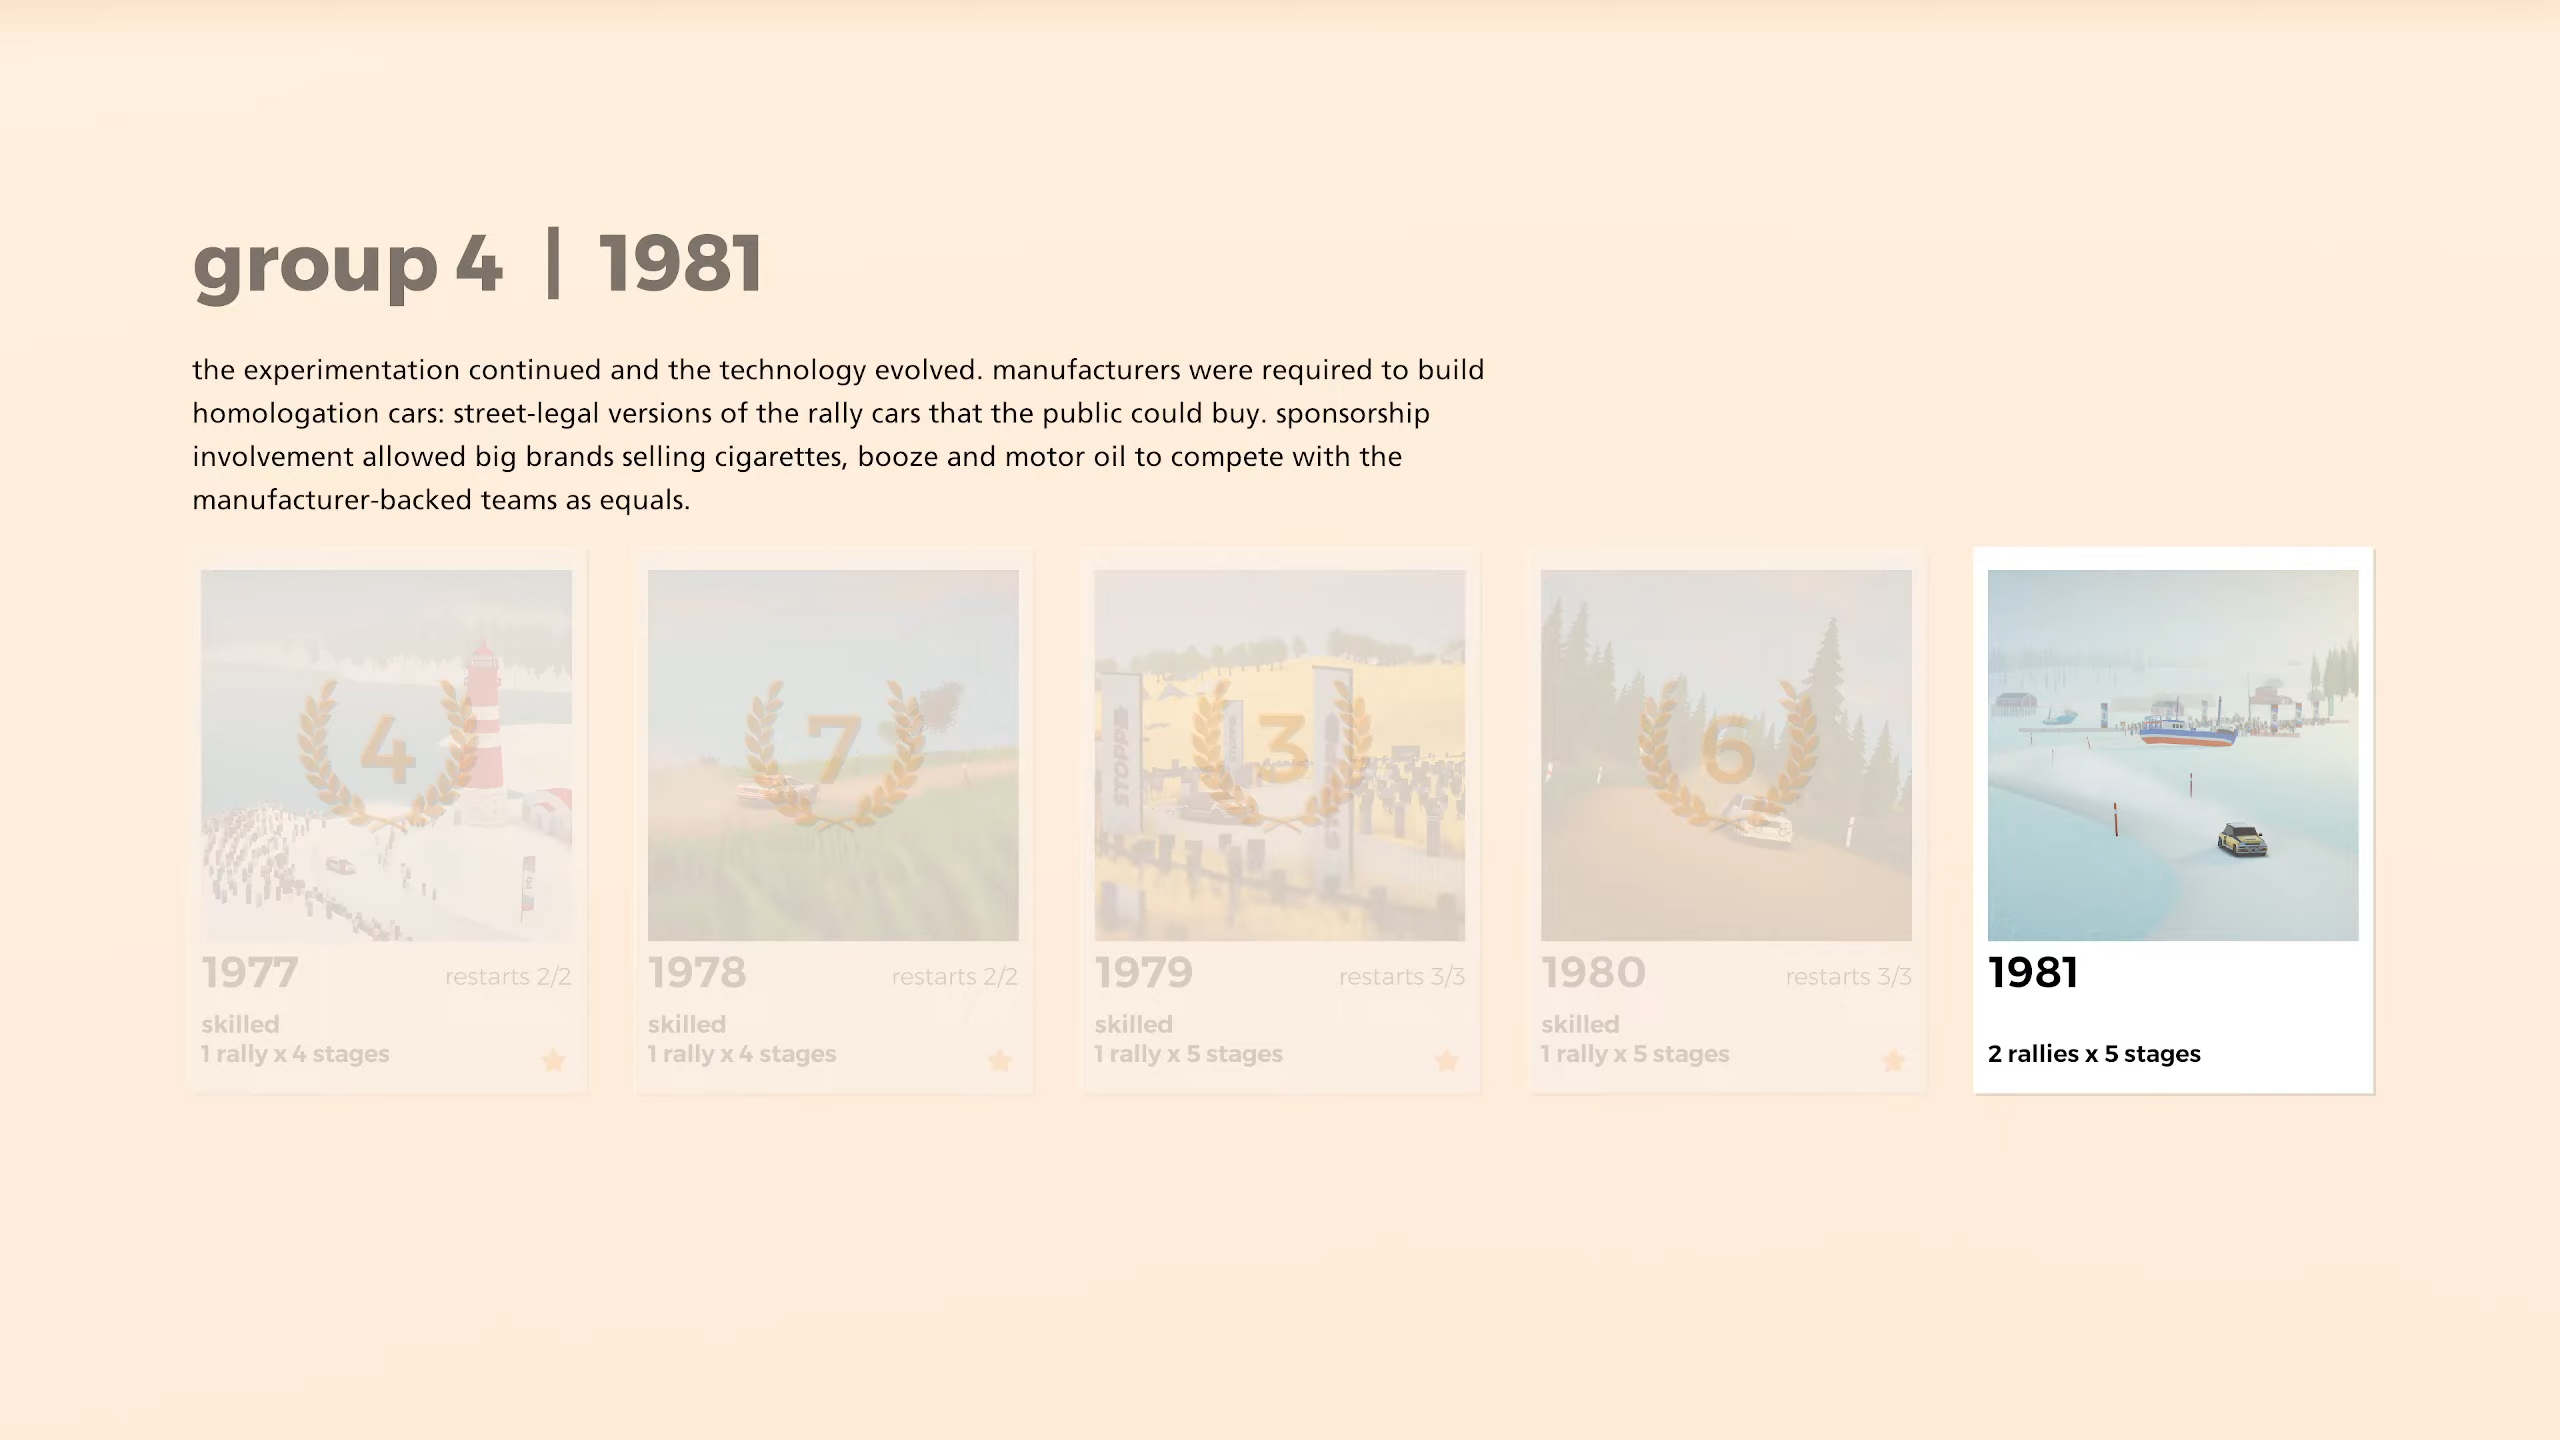 group 4 | 1981
the experimentation continued and the technology evolved. manufacturers were required to build
homologation cars: street-legal versions of the rally cars that the public could buy. sponsorship
involvement allowed big brands selling cigarettes, booze and motor oil to compete with the
manufacturer-backed teams as equals.
4
7
STOPPIE
3
6
1977 restarts 2/2
skilled
1 rally x 4 stages
1978 restarts 2/2
skilled
1 rally x 4 stages
1979 restarts 3/3
skilled
1 rally x 5 stages
1980 restarts 3/3
skilled
1 rally x 5 stages
1981
2 rallies x 5 stages